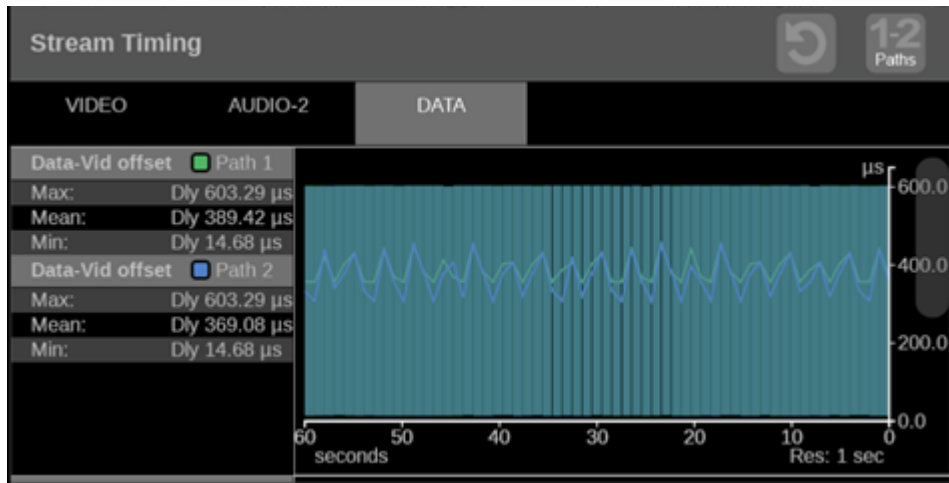 Stream Timing
1-2
Paths
VIDEO AUDIO-2 DATA
Data-Vid offset Path 1
Max: Dly 603.29 µs
Mean: Dly 389.42 µs
Min: Dly 14.68 µs
Data-Vid offset Path 2
Max: Dly 603.29 µs
Mean: Dly 369.08 µs
Min: Dly 14.68 µs
µs
600.0
400.0
200.0
0.0
60 50 40 30 20 10 0
seconds Res: 1 sec